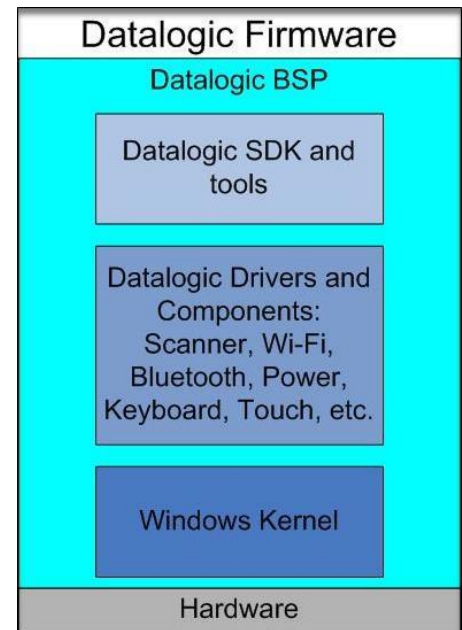 Datalogic Firmware
Datalogic BSP
Datalogic SDK and
tools
Datalogic Drivers and
Components:
Scanner, Wi-Fi,
Bluetooth, Power,
Keyboard, Touch, etc.
Windows Kernel
Hardware